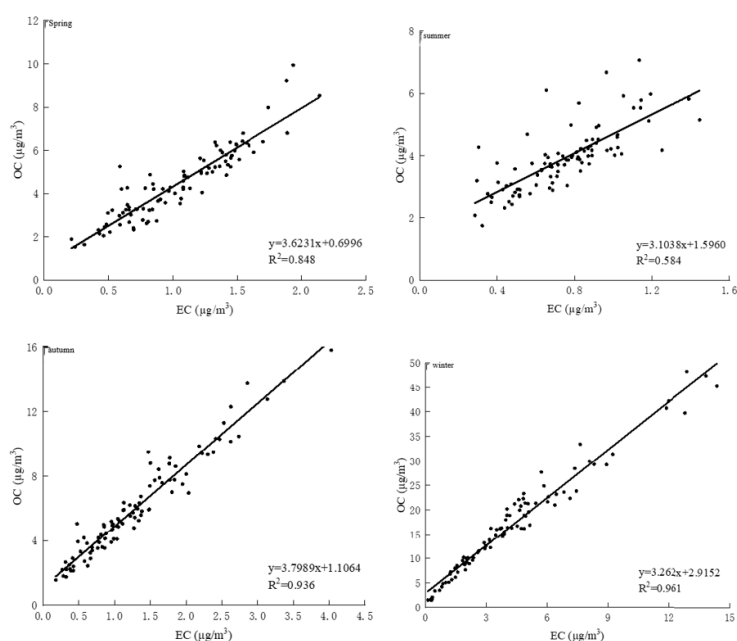 Spring
12
10
8
6
4
2
0
OC (µg/m³)
0.0 0.5 1.0 1.5 2.0 2.5
EC (µg/m³)
y=3.6231x+0.6996
R²=0.848
summer
8
6
4
2
0
OC (µg/m³)
0.0 0.4 0.8 1.2 1.6
EC (µg/m³)
y=3.1038x+1.5960
R²=0.584
autumn
16
12
8
4
0
OC (µg/m³)
0.0 0.5 1.0 1.5 2.0 2.5 3.0 3.5 4.0 4.5
EC (µg/m³)
y=3.7989x+1.1064
R²=0.936
winter
50
45
40
35
30
25
20
15
10
5
0
OC (µg/m³)
0 3 6 9 12 15
EC (µg/m³)
y=3.262x+2.9152
R²=0.961